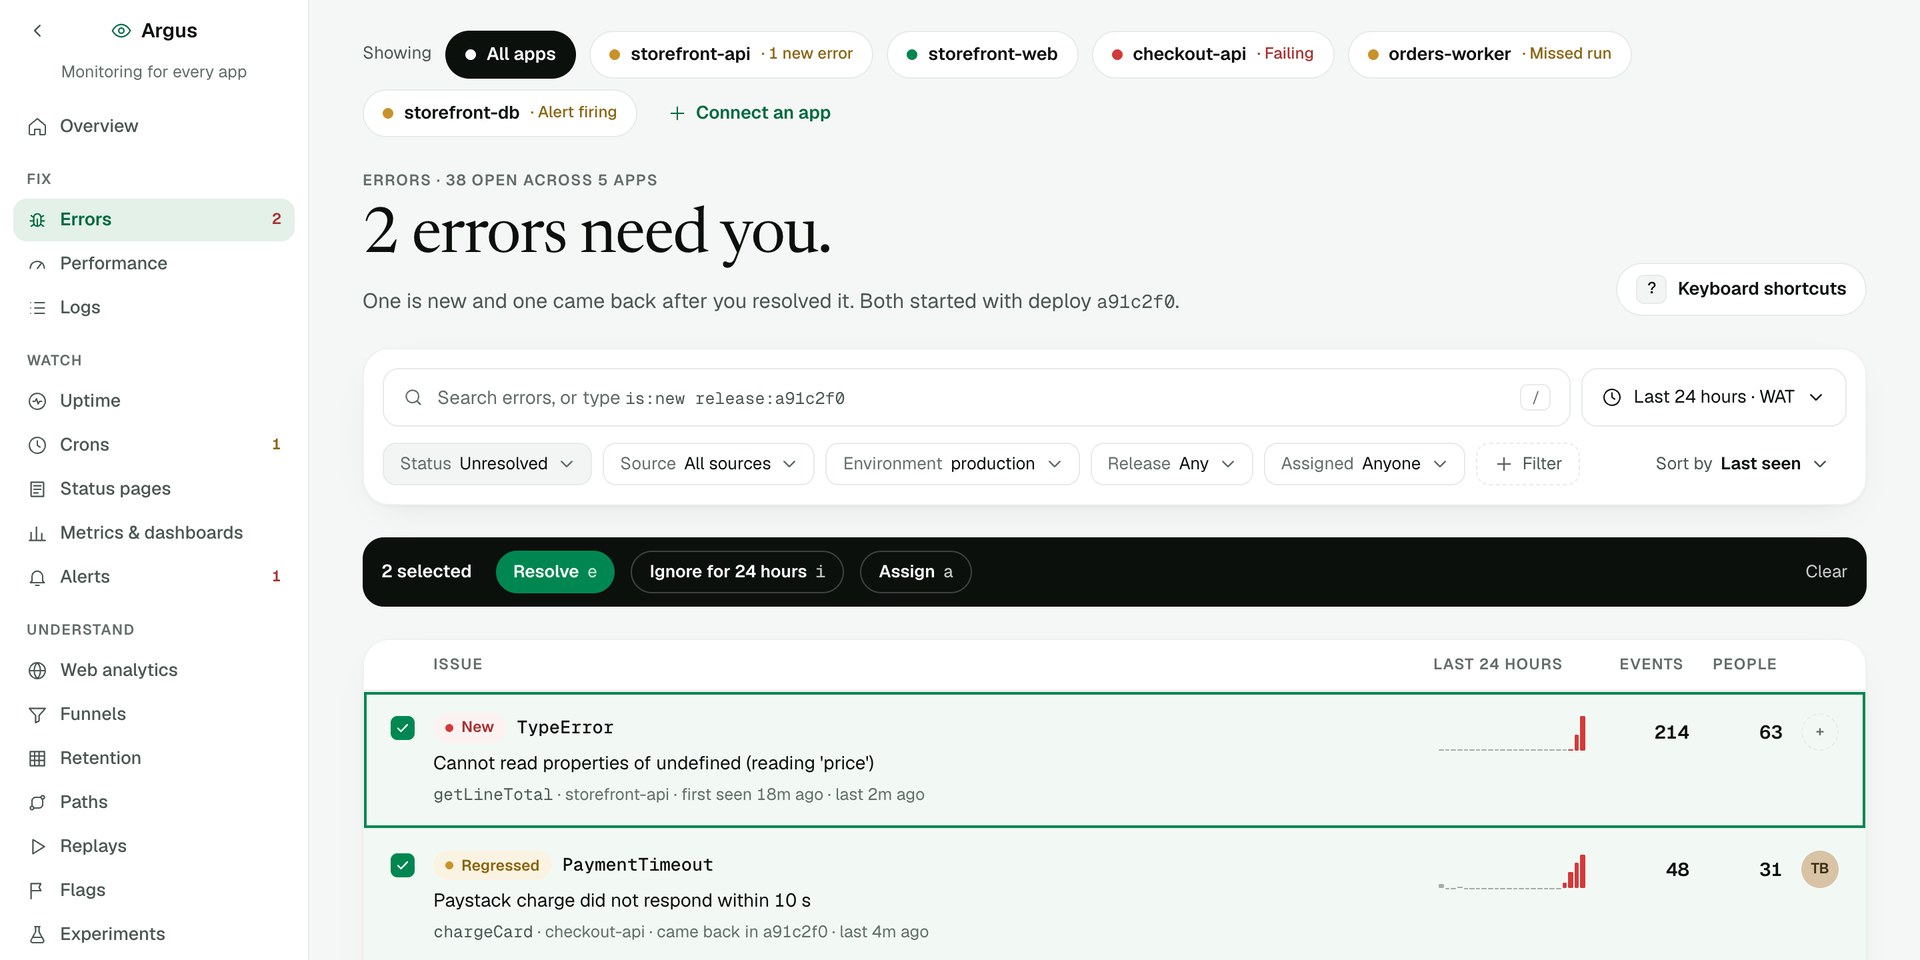 Argus
Monitoring for every app
Overview
FIX
Errors 2
Performance
Logs
WATCH
Uptime
Crons 1
Status pages
Metrics & dashboards
Alerts 1
UNDERSTAND
Web analytics
Funnels
Retention
Paths
Replays
Flags
Experiments
Showing All apps storefront-api · 1 new error storefront-web checkout-api · Failing orders-worker · Missed run
storefront-db · Alert firing + Connect an app
ERRORS · 38 OPEN ACROSS 5 APPS
2 errors need you.
One is new and one came back after you resolved it. Both started with deploy a91c2f0.
? Keyboard shortcuts
Search errors, or type is:new release:a91c2f0 / Last 24 hours · WAT
Status Unresolved Source All sources Environment production Release Any Assigned Anyone + Filter Sort by Last seen
2 selected Resolve e Ignore for 24 hours i Assign a Clear
ISSUE LAST 24 HOURS EVENTS PEOPLE
New TypeError 214 63 +
Cannot read properties of undefined (reading 'price')
getLineTotal · storefront-api · first seen 18m ago · last 2m ago
Regressed PaymentTimeout 48 31 TB
Paystack charge did not respond within 10 s
chargeCard · checkout-api · came back in a91c2f0 · last 4m ago